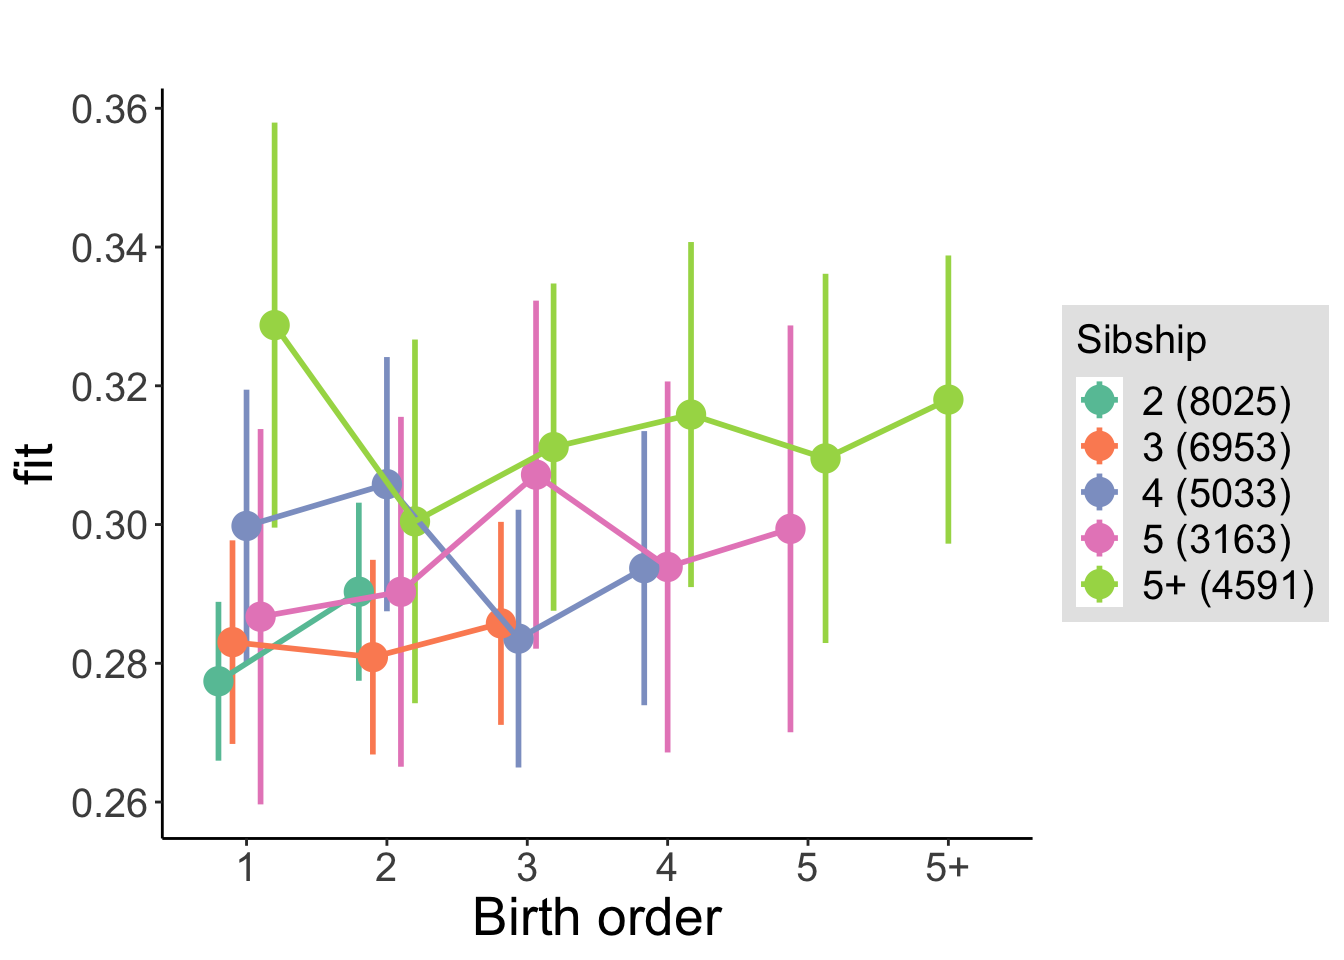 0.36
0.34
0.32
0.30
0.28
0.26
fit
1 2 3 4 5 5+
Birth order
Sibship
2 (8025)
3 (6953)
4 (5033)
5 (3163)
5+ (4591)